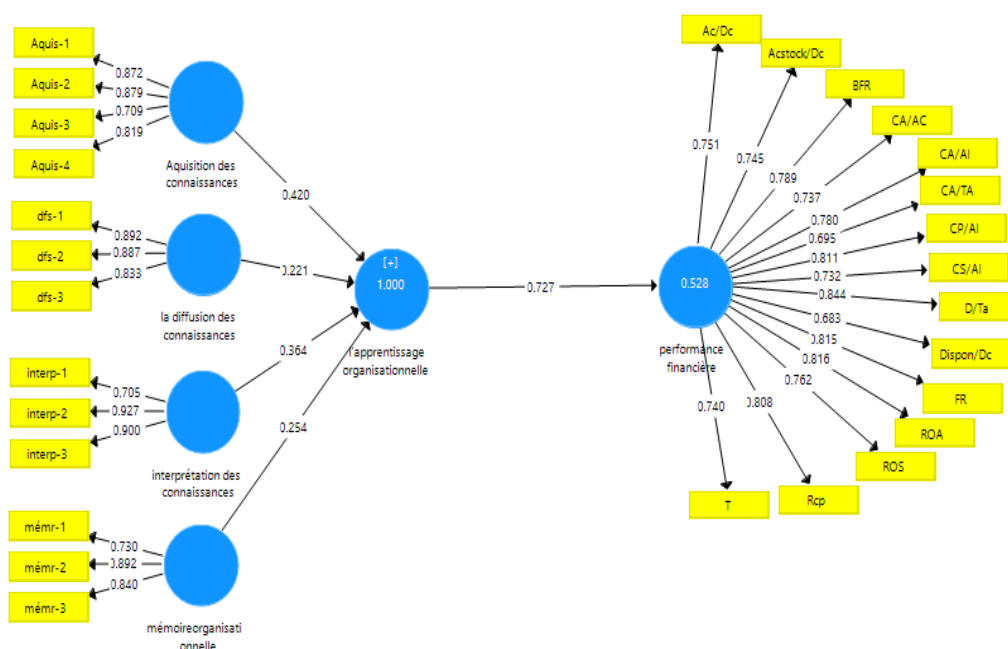 Aquis-1
Aquis-2
Aquis-3
Aquis-4
0.872
0.879
0.709
0.819
Aquisition des
connaissances
0.420
dfs-1
dfs-2
dfs-3
0.892
0.887
0.833
la diffusion des
connaissances
0.221
interp-1
interp-2
interp-3
0.705
0.927
0.900
interprétation des
connaissances
0.364
mémr-1
mémr-2
mémr-3
0.730
0.892
0.840
mémoireorganisati
onnelle
0.254
[+]
1.000
l'apprentissage
organisationnelle
0.727
0.528
performance
financière
Ac/Dc
Acstock/Dc
BFR
CA/AC
CA/AI
CA/TA
CP/AI
CS/AI
D/Ta
Dispon/Dc
FR
ROA
ROS
Rcp
T
0.751
0.745
0.789
0.737
0.780
0.695
0.811
0.732
0.844
0.683
0.815
0.816
0.762
0.808
0.740